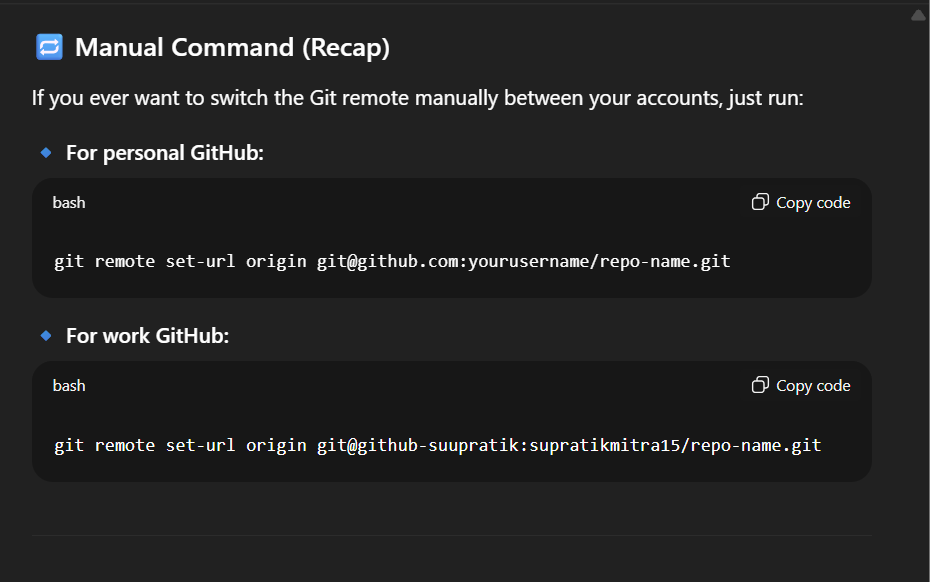 🔁 Manual Command (Recap)
If you ever want to switch the Git remote manually between your accounts, just run:
🔹 For personal GitHub:
bash
Copy code
git remote set-url origin git@github.com:yourusername/repo-name.git
🔹 For work GitHub:
bash
Copy code
git remote set-url origin git@github-suupratik:supratikmitra15/repo-name.git